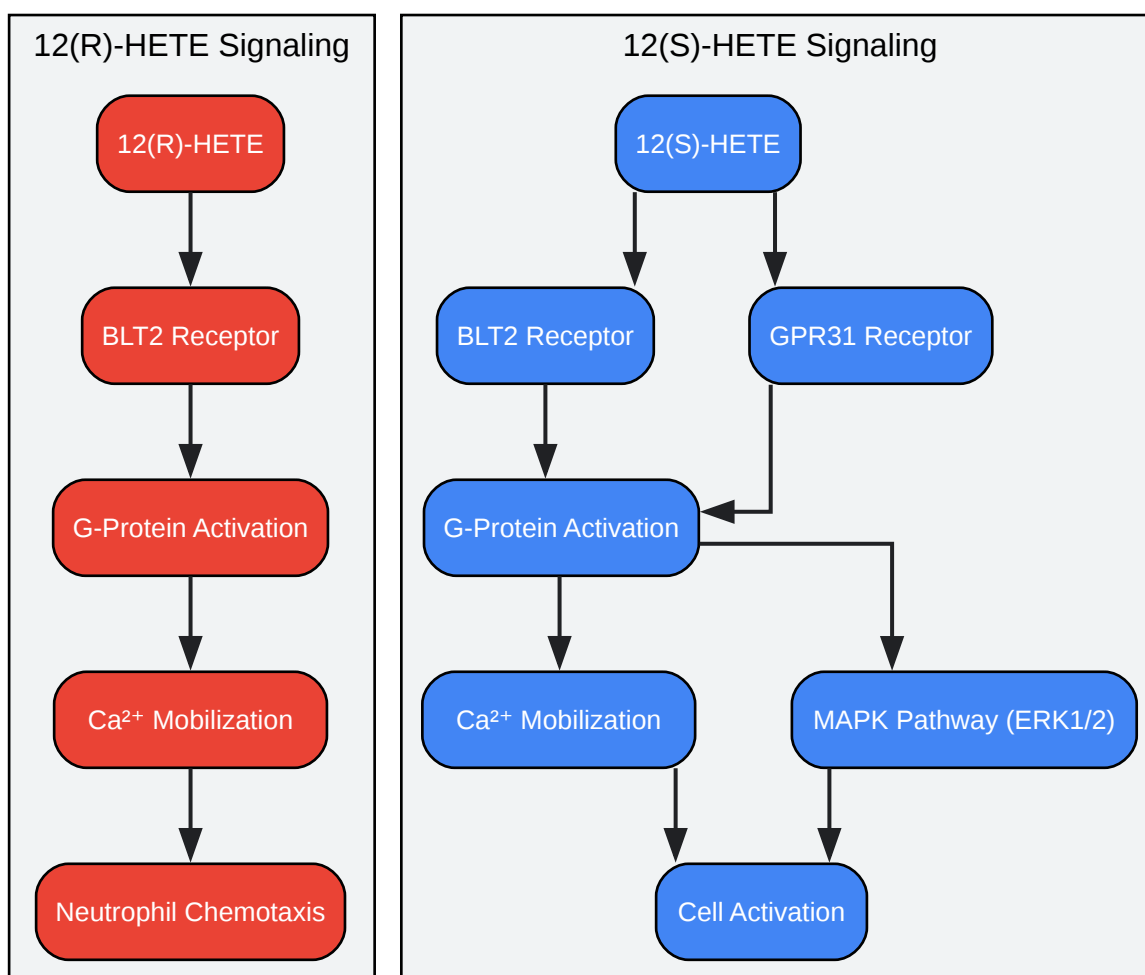 12(R)-HETE Signaling
12(R)-HETE
BLT2 Receptor
G-Protein Activation
Ca²⁺ Mobilization
Neutrophil Chemotaxis
12(S)-HETE Signaling
12(S)-HETE
BLT2 Receptor
GPR31 Receptor
G-Protein Activation
Ca²⁺ Mobilization
MAPK Pathway (ERK1/2)
Cell Activation